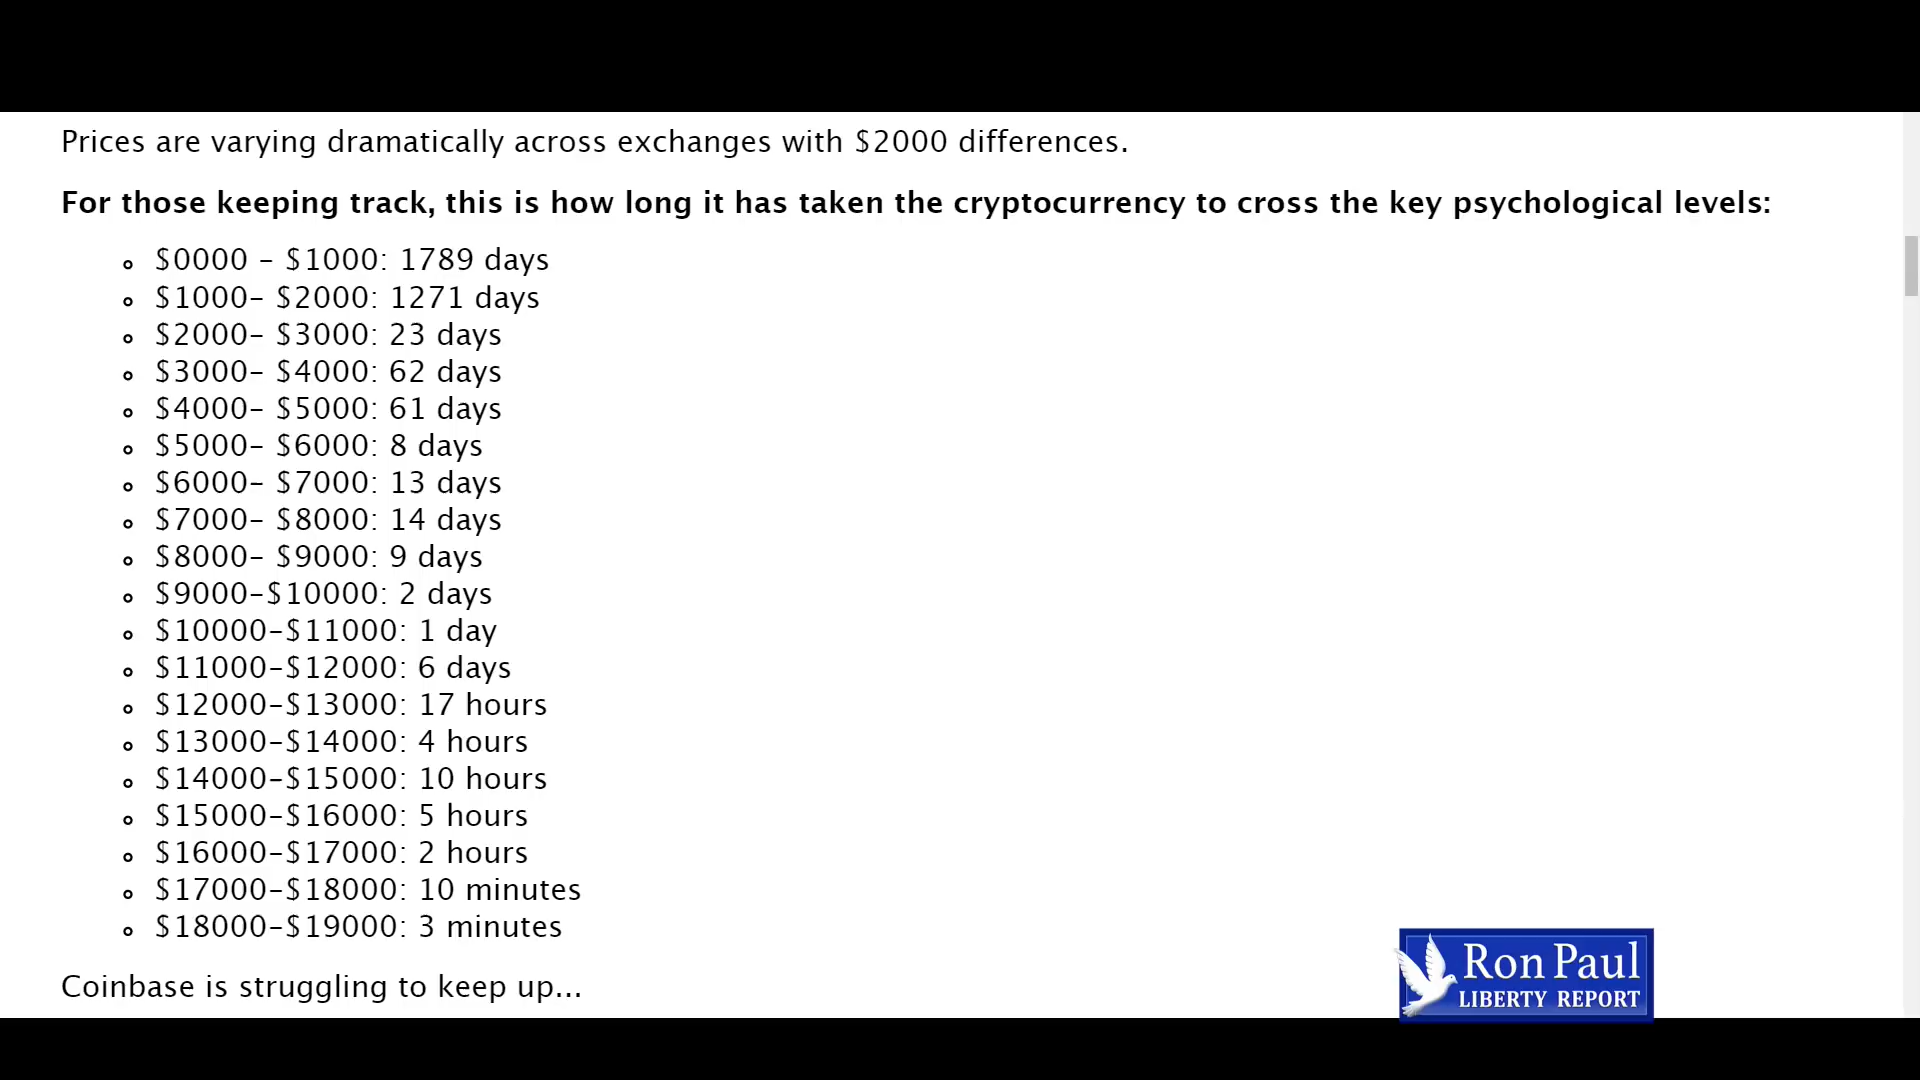 Prices are varying dramatically across exchanges with $2000 differences.
For those keeping track, this is how long it has taken the cryptocurrency to cross the key psychological levels:
$0000 – $1000: 1789 days
$1000– $2000: 1271 days
$2000– $3000: 23 days
$3000– $4000: 62 days
$4000– $5000: 61 days
$5000– $6000: 8 days
$6000– $7000: 13 days
$7000– $8000: 14 days
$8000– $9000: 9 days
$9000–$10000: 2 days
$10000–$11000: 1 day
$11000–$12000: 6 days
$12000–$13000: 17 hours
$13000–$14000: 4 hours
$14000–$15000: 10 hours
$15000–$16000: 5 hours
$16000–$17000: 2 hours
$17000–$18000: 10 minutes
$18000–$19000: 3 minutes
Coinbase is struggling to keep up...
Ron Paul
LIBERTY REPORT